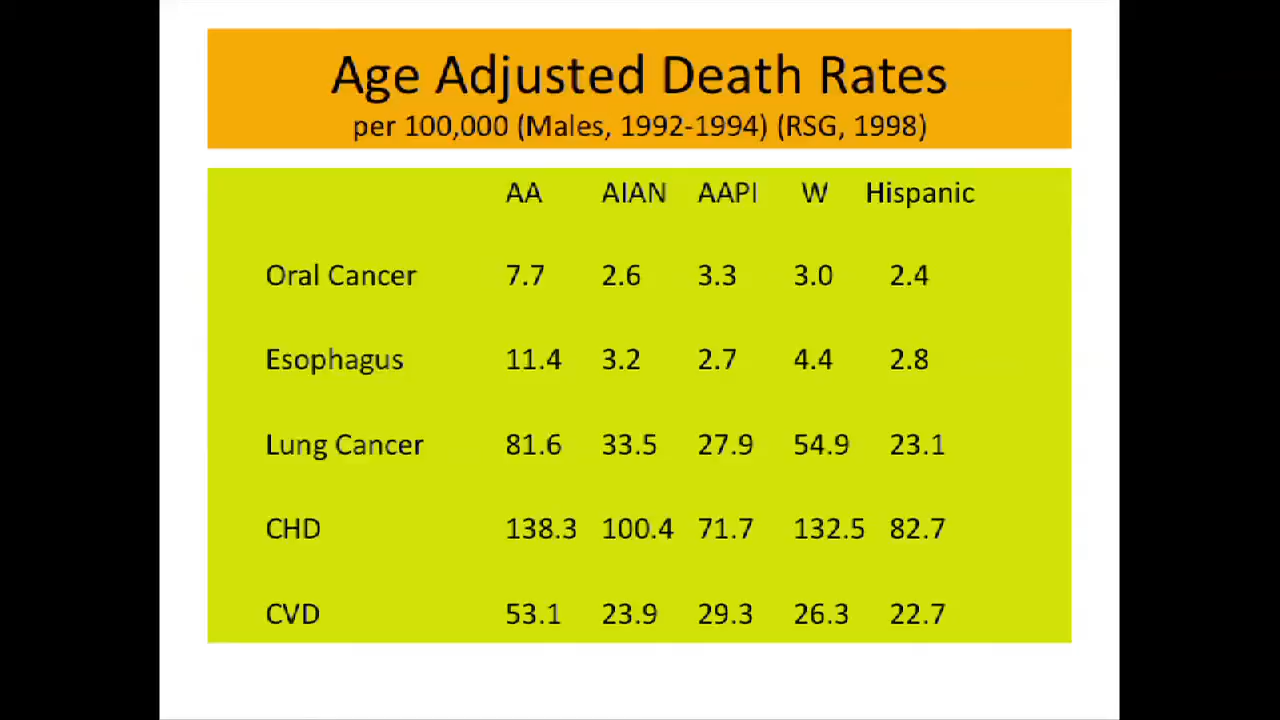 Age Adjusted Death Rates
per 100,000 (Males, 1992-1994) (RSG, 1998)
AA AIAN AAPI W Hispanic
Oral Cancer 7.7 2.6 3.3 3.0 2.4
Esophagus 11.4 3.2 2.7 4.4 2.8
Lung Cancer 81.6 33.5 27.9 54.9 23.1
CHD 138.3 100.4 71.7 132.5 82.7
CVD 53.1 23.9 29.3 26.3 22.7